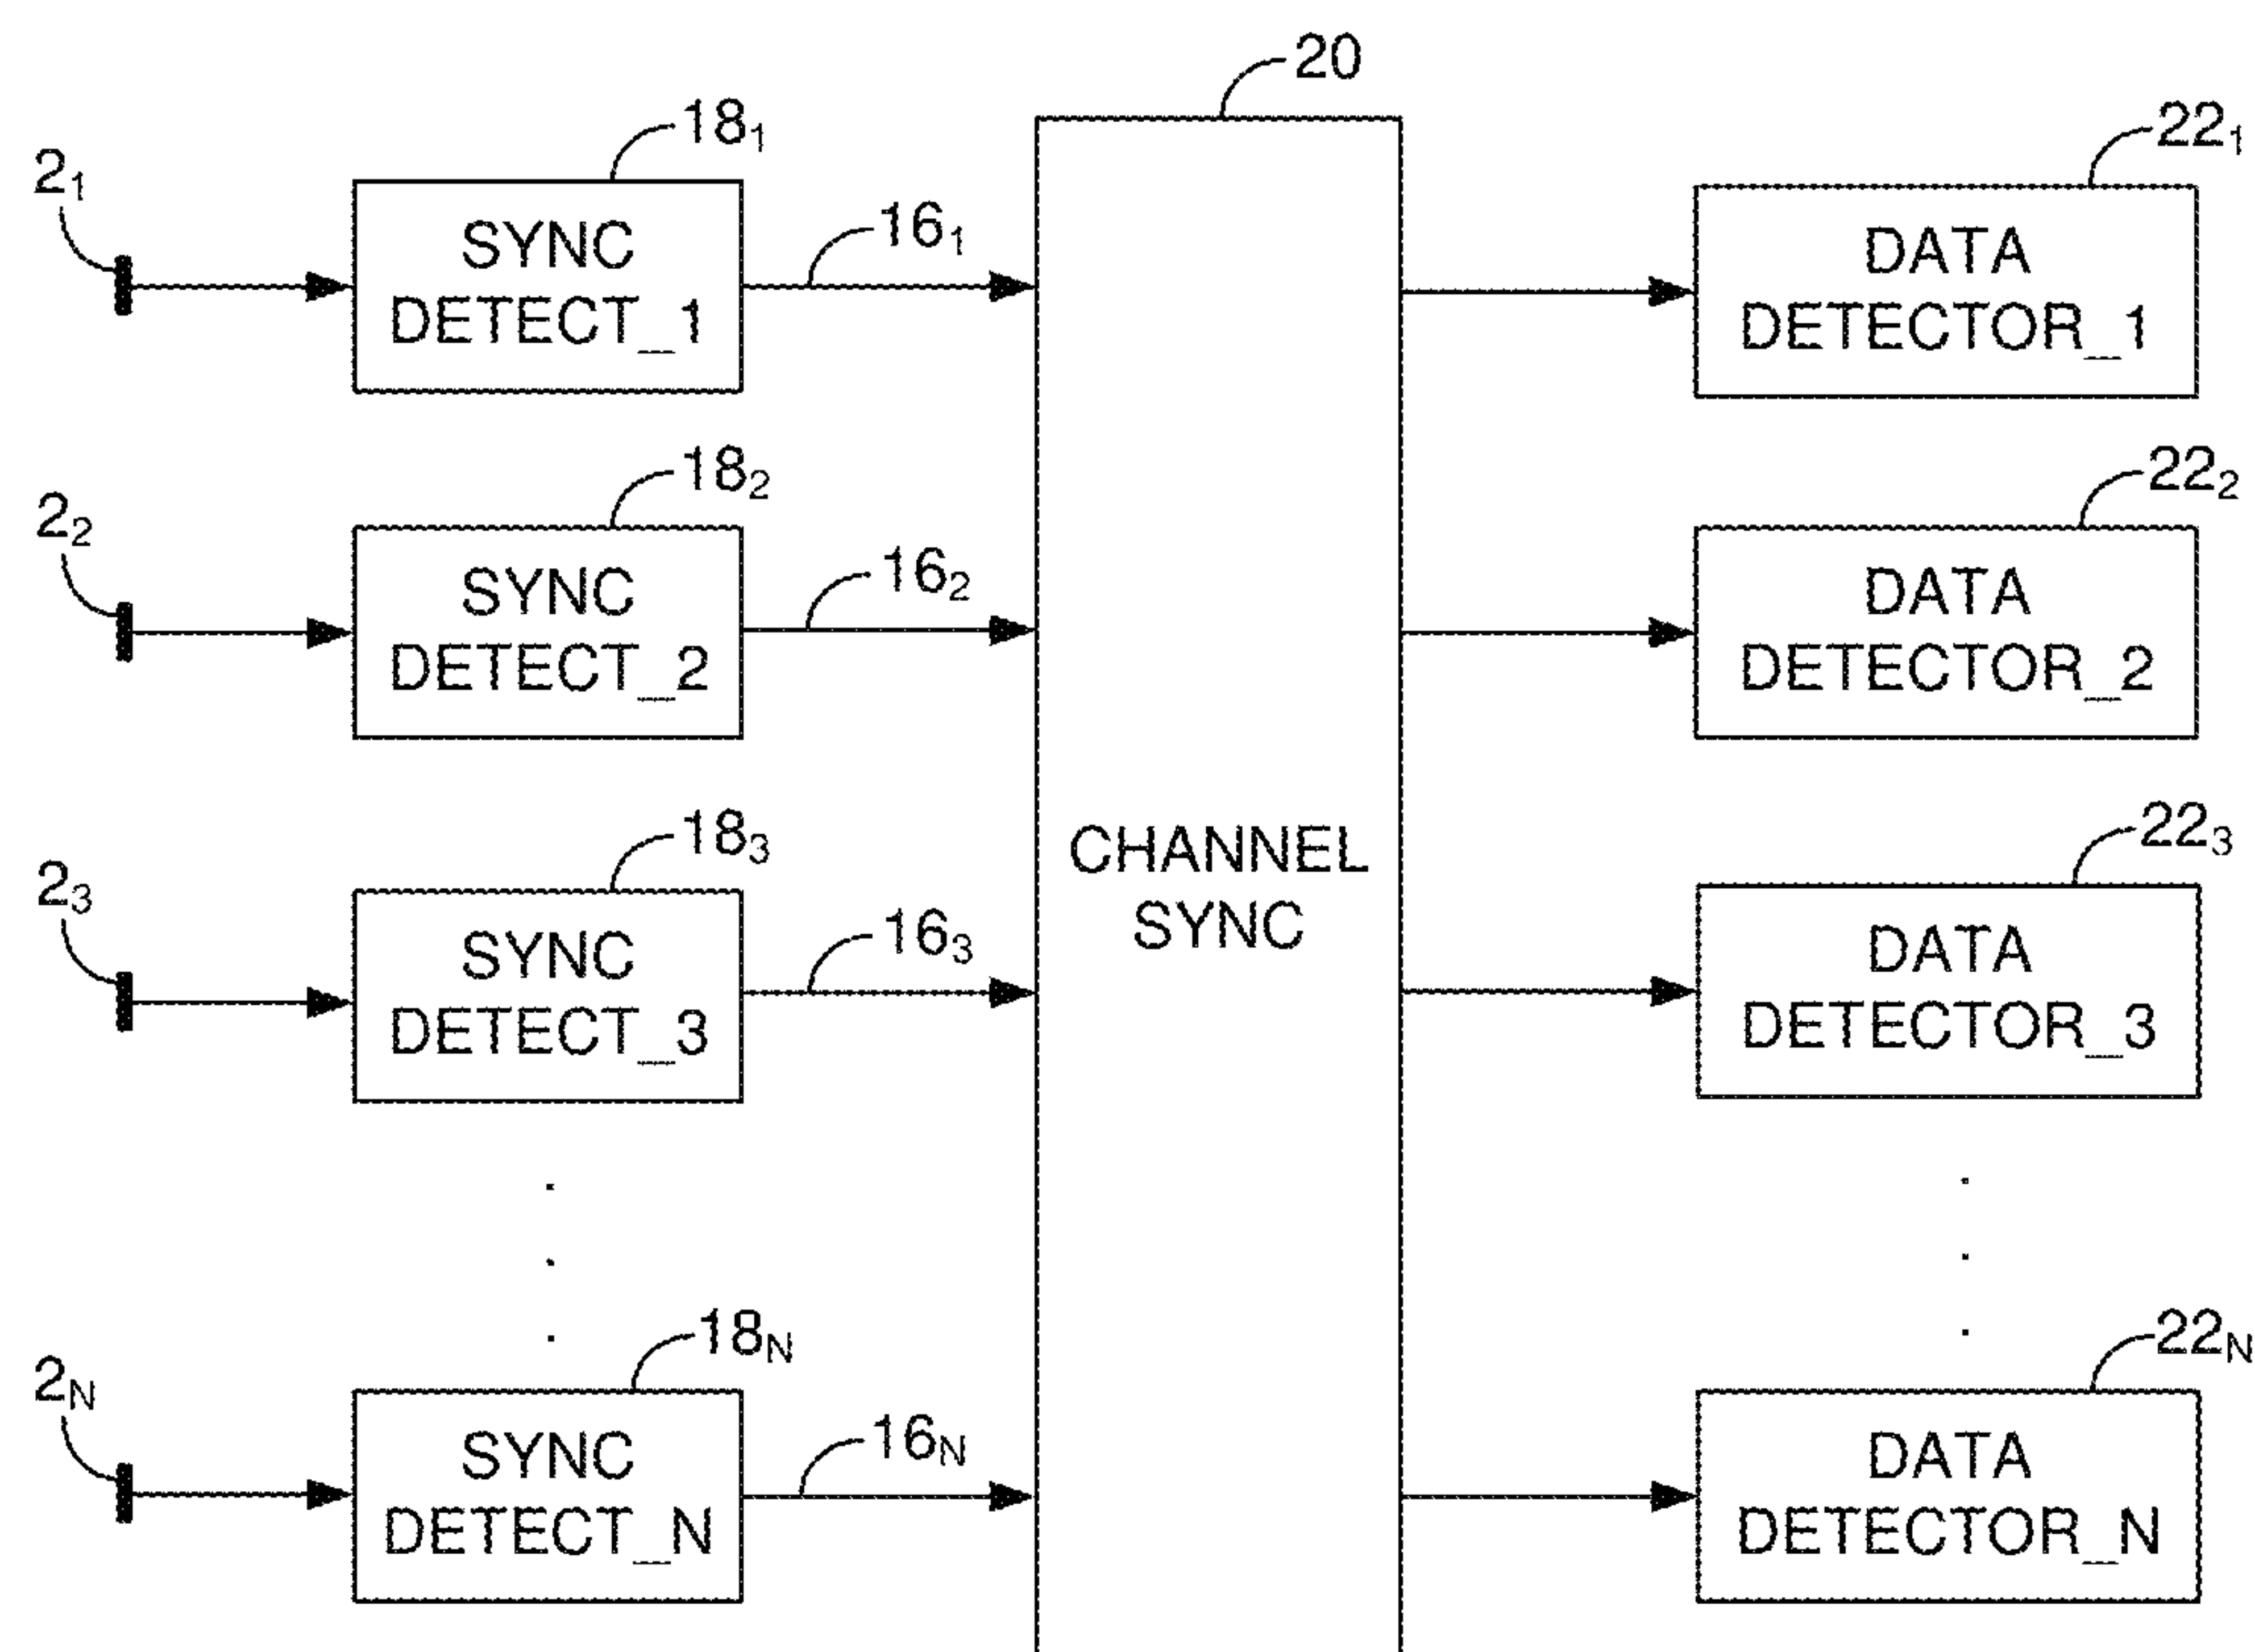 20
18₁
22₁
2₁
SYNC
DETECT_1
16₁
DATA
DETECTOR_1
18₂
22₂
2₂
SYNC
DETECT_2
16₂
DATA
DETECTOR_2
18₃
22₃
2₃
SYNC
DETECT_3
16₃
CHANNEL
SYNC
DATA
DETECTOR_3
18N
22N
2N
SYNC
DETECT_N
16N
DATA
DETECTOR_N